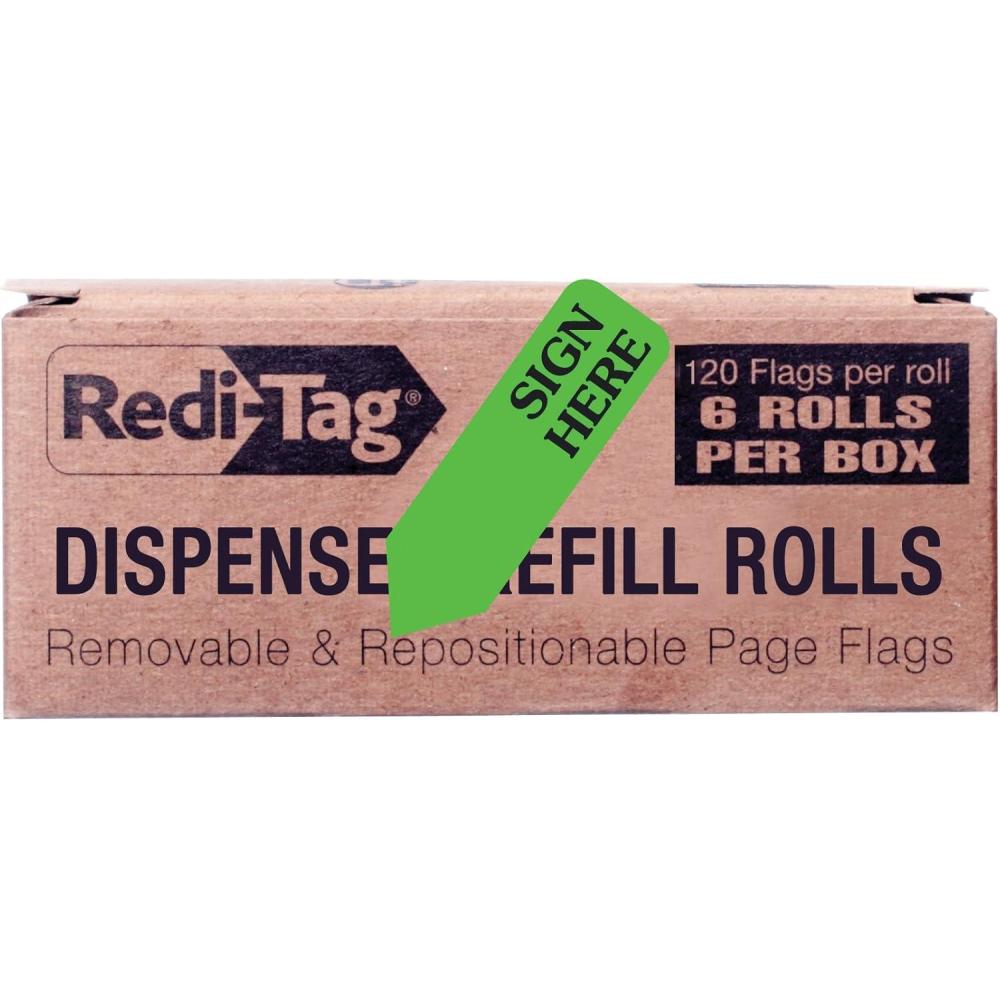 Redi-Tag®
SIGN
HERE
120 Flags per roll
6 ROLLS
PER BOX
DISPENSE EFILL ROLLS
Removable & Repositionable Page Flags